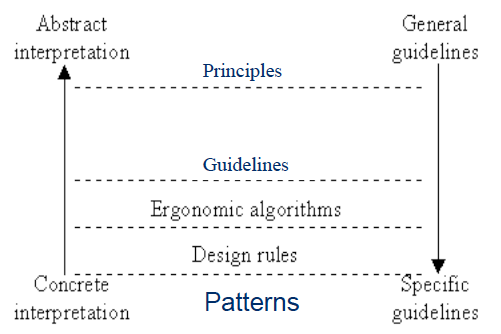 Abstract
interpretation
General
guidelines
Principles
Guidelines
Ergonomic algorithms
Design rules
Concrete
interpretation
Patterns
Specific
guidelines